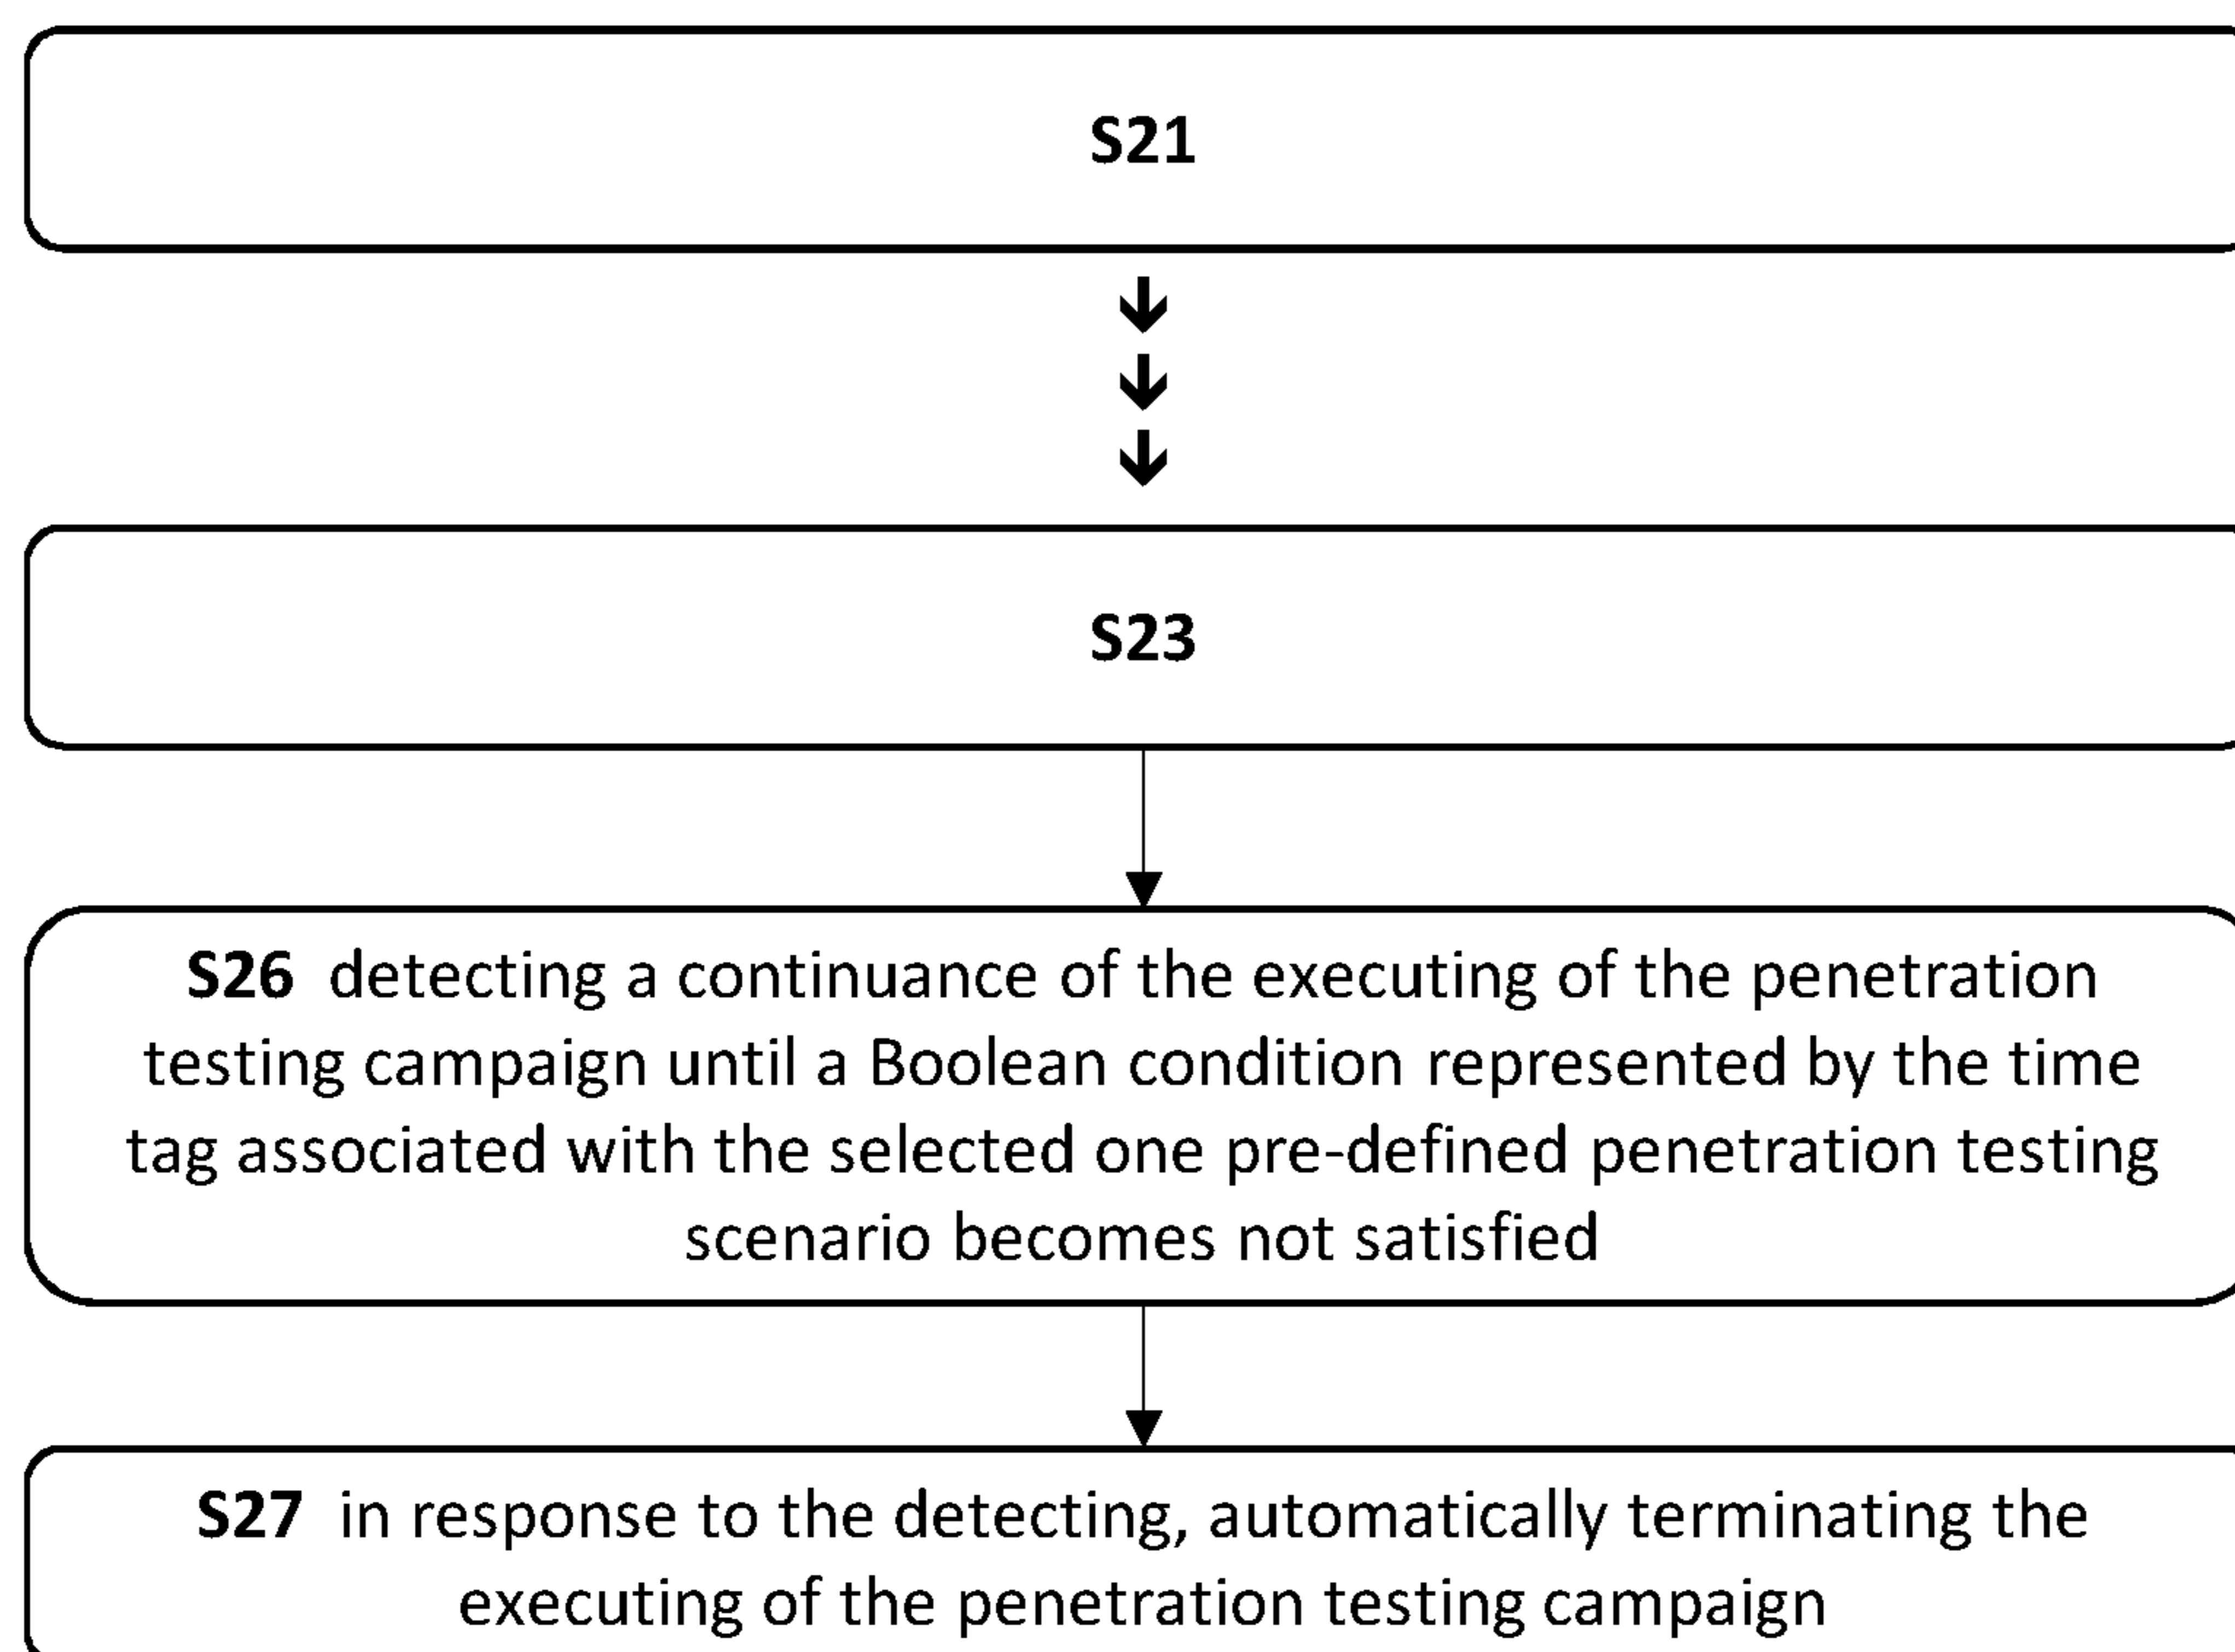 S21
S23
S26 detecting a continuance of the executing of the penetration
testing campaign until a Boolean condition represented by the time
tag associated with the selected one pre-defined penetration testing
scenario becomes not satisfied
S27 in response to the detecting, automatically terminating the
executing of the penetration testing campaign